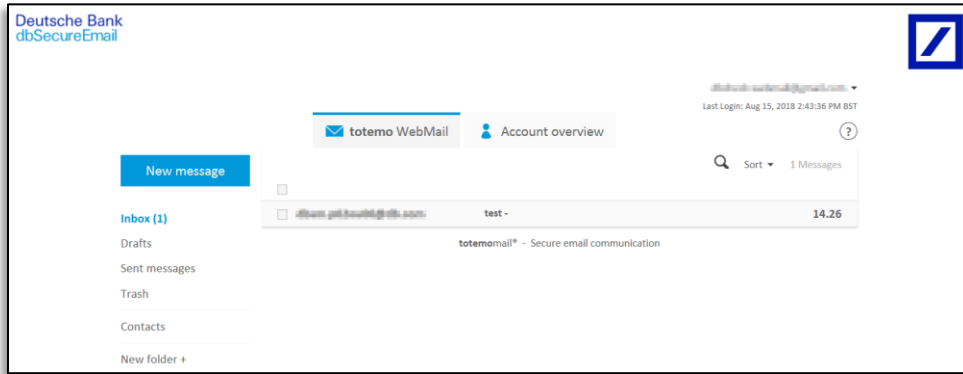 Deutsche Bank
dbSecureEmail
Last Login: Aug 15, 2018 2:43:36 PM BST
totemo WebMail
Account overview
?
New message
Sort
1 Messages
Inbox (1)
test -
14.26
Drafts
totemomail® - Secure email communication
Sent messages
Trash
Contacts
New folder +